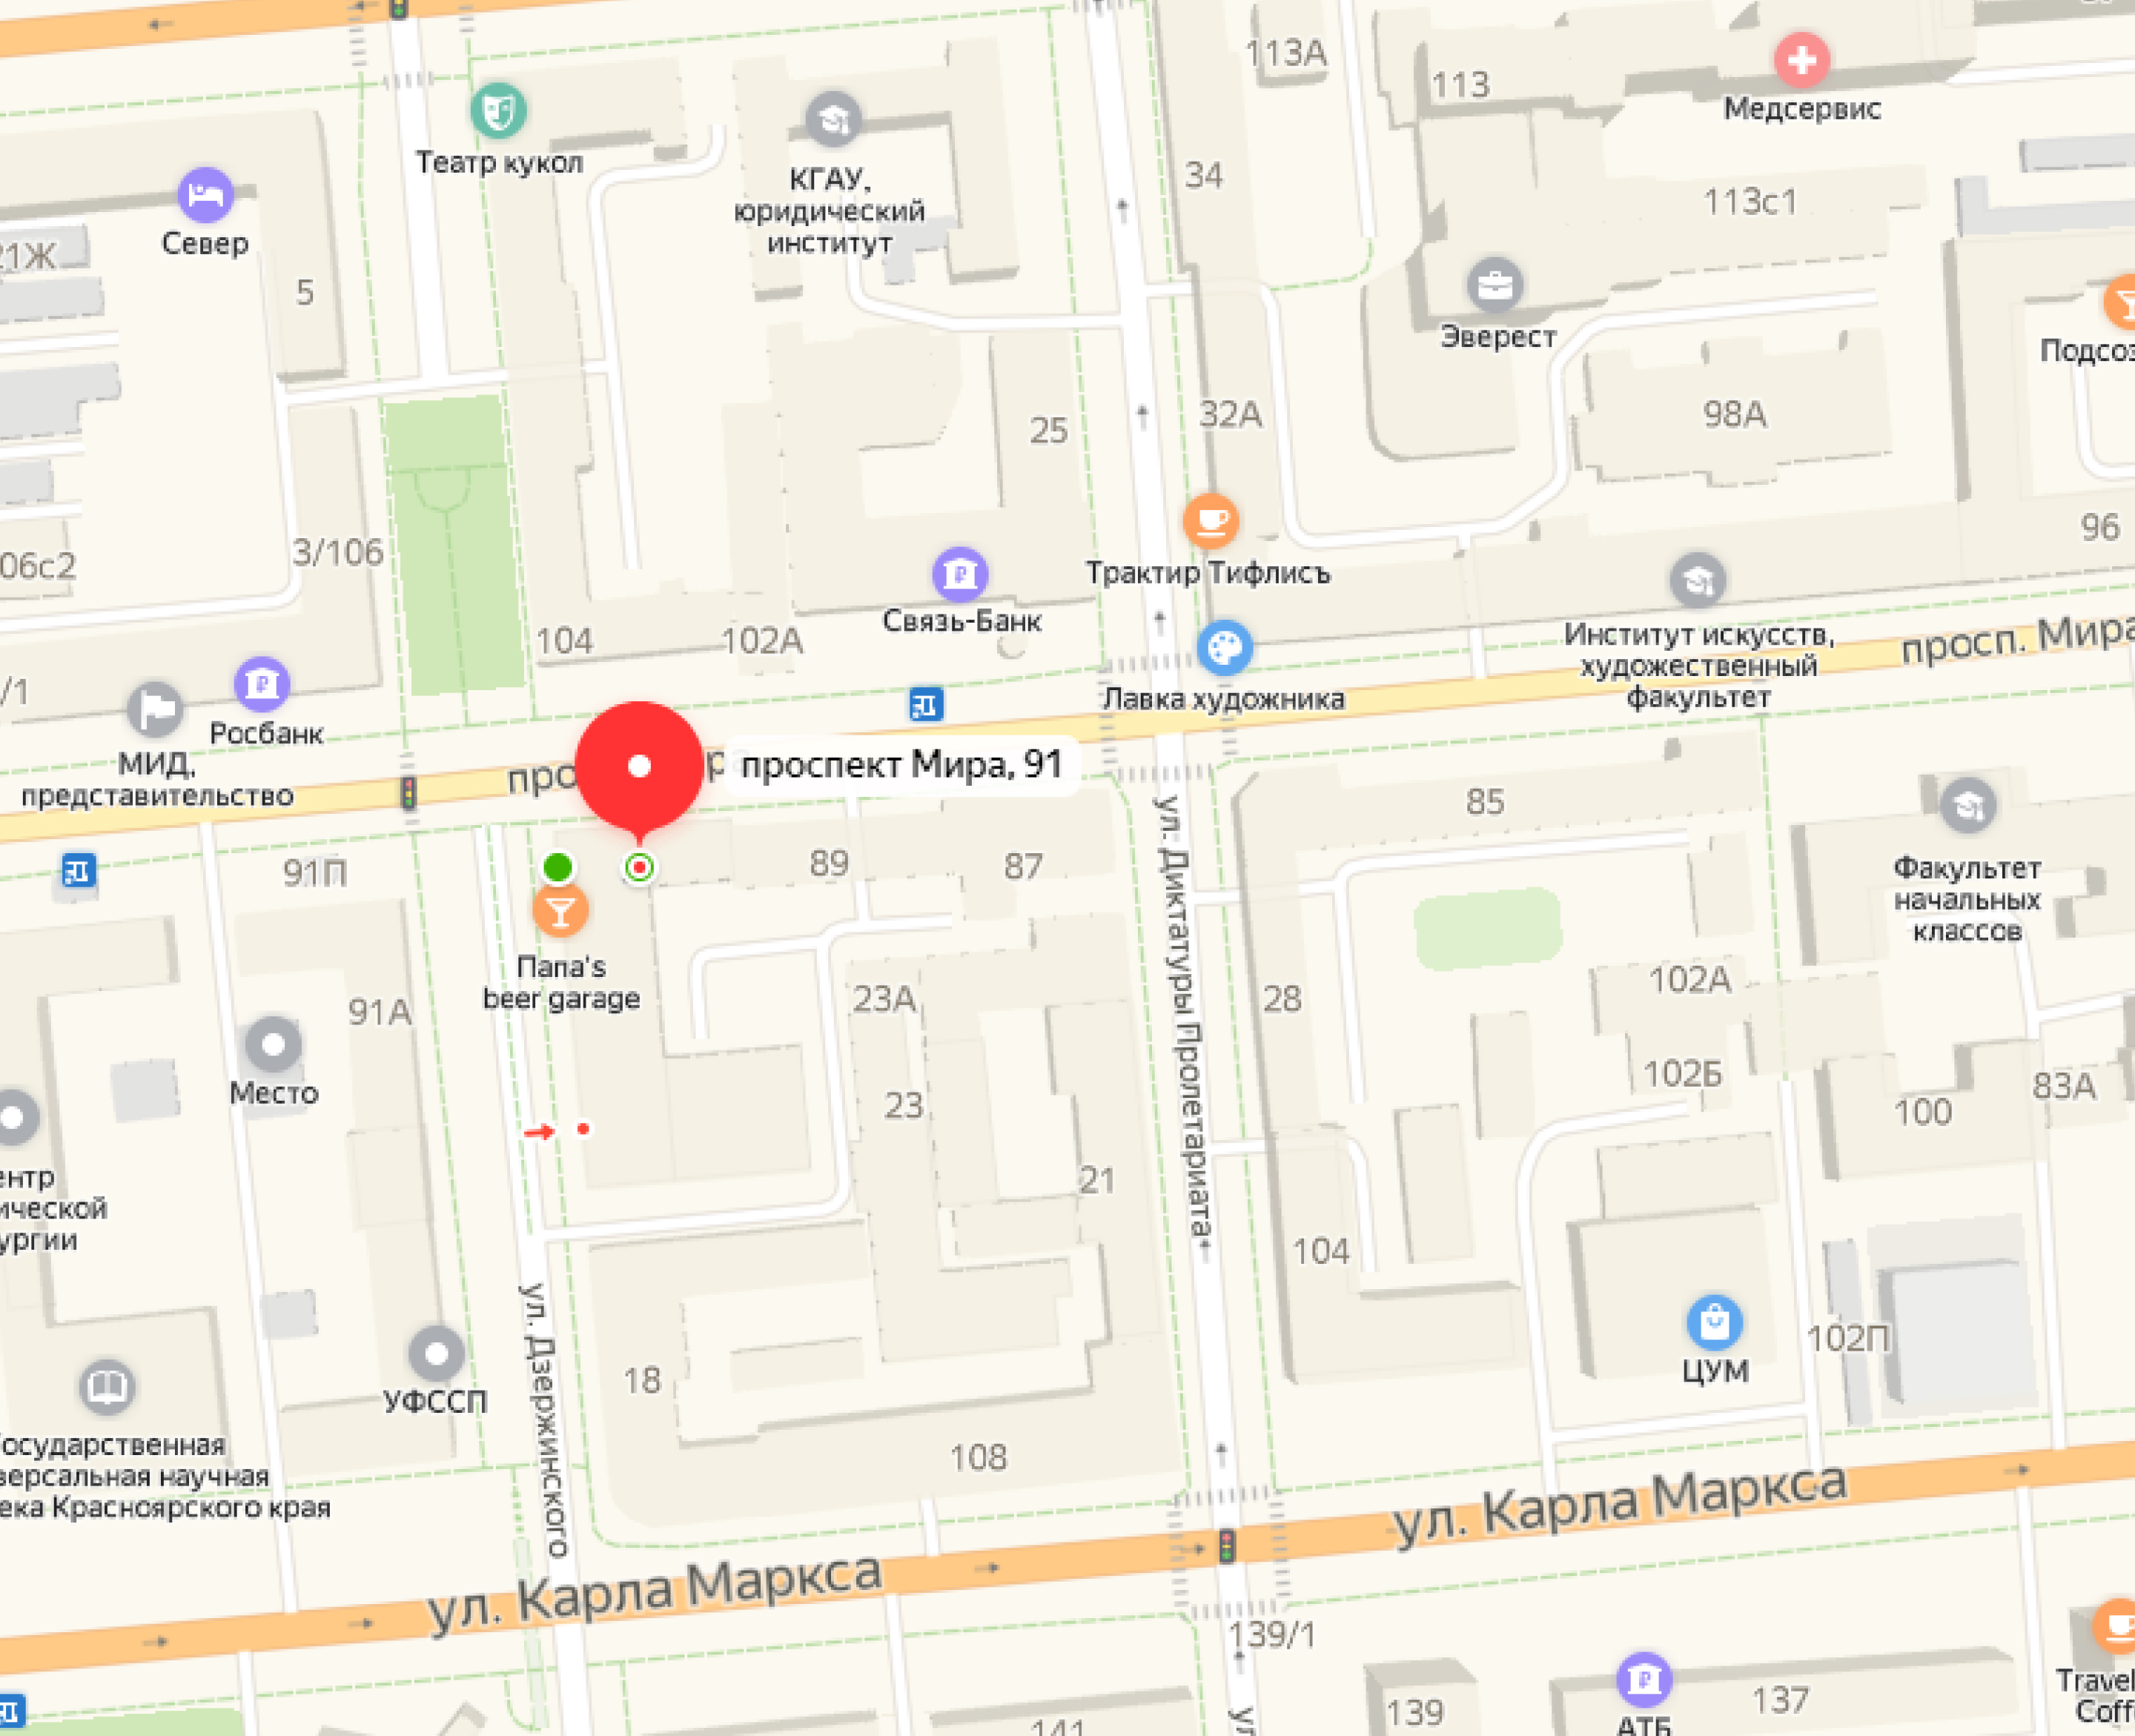 113А
113
Медсервис
Театр кукол
КГАУ,
юридический
институт
34
113с1
Север
5
Эверест
25
32А
98А
3/106
06с2
96
Трактир Тифлисъ
Связь-Банк
104
102А
Институт искусств,
художественный
факультет
просп. Мира
/1
Росбанк
Лавка художника
МИД,
представительство
проспект Мира, 91
85
91П
89
87
Факультет
начальных
классов
ул. Диктатуры Пролетариата
Папа's
beer garage
91А
23А
28
102А
Место
23
102Б
100
83А
21
104
ул. Дзержинского
18
102П
ЦУМ
УФССП
108
ул. Карла Маркса
ул. Карла Маркса
139/1
139
137
АТБ
141
Travel